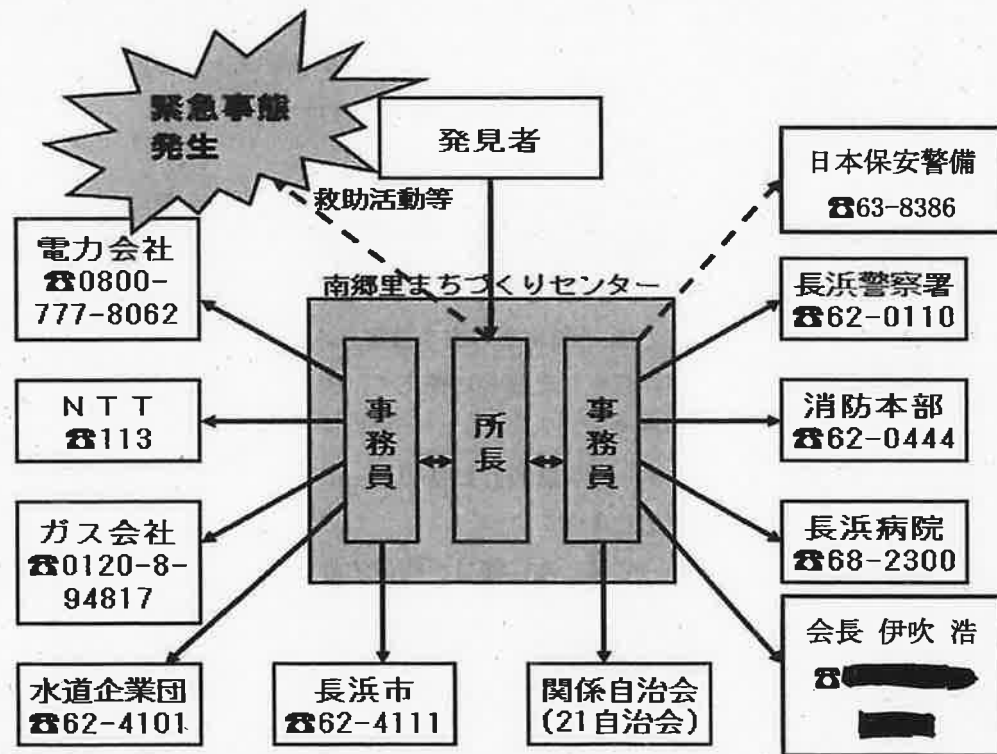 緊急事態
発生
発見者
救助活動等
日本保安警備
☎63-8386
電力会社
☎0800-
777-8062
南郷里まちづくりセンター
長浜警察署
☎62-0110
NTT
☎113
事務員
所長
事務員
消防本部
☎62-0444
ガス会社
☎0120-8-
94817
長浜病院
☎68-2300
会長 伊吹 浩
☎
水道企業団
☎62-4101
長浜市
☎62-4111
関係自治会
(21自治会)